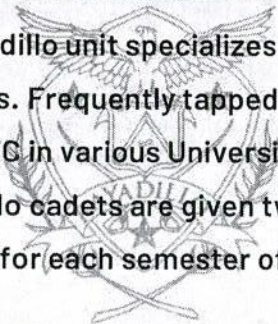 dillo unit specializes
s. Frequently tapped
C in various Universi
lo cadets are given tw
for each semester of